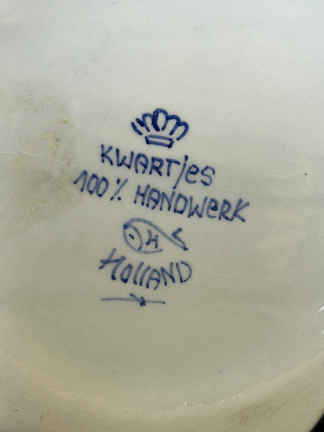 KWARTjes
100% HANDWERK
H
HOLLAND